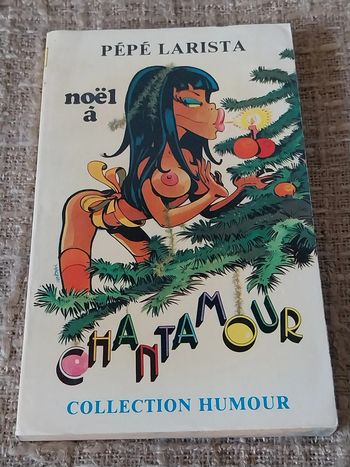 PÉPÉ LARISTA
noël
à
CHANTAMOUR
COLLECTION HUMOUR